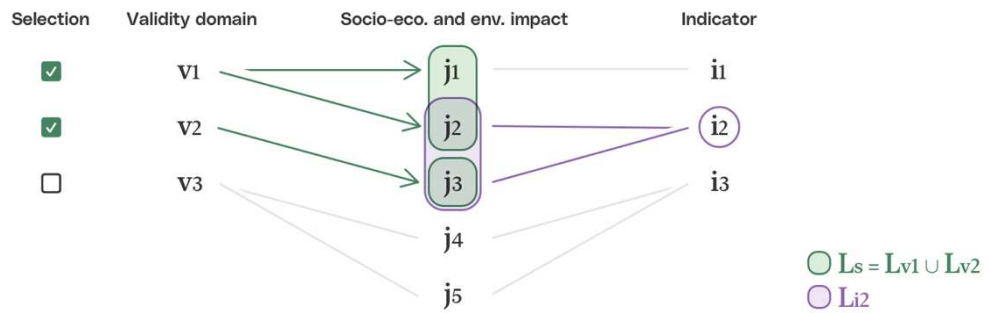 Selection Validity domain Socio-eco. and env. impact Indicator
v1 j1 i1
v2 j2 i2
v3 j3 i3
j4
j5
Ls = Lv1 ∪ Lv2
Li2